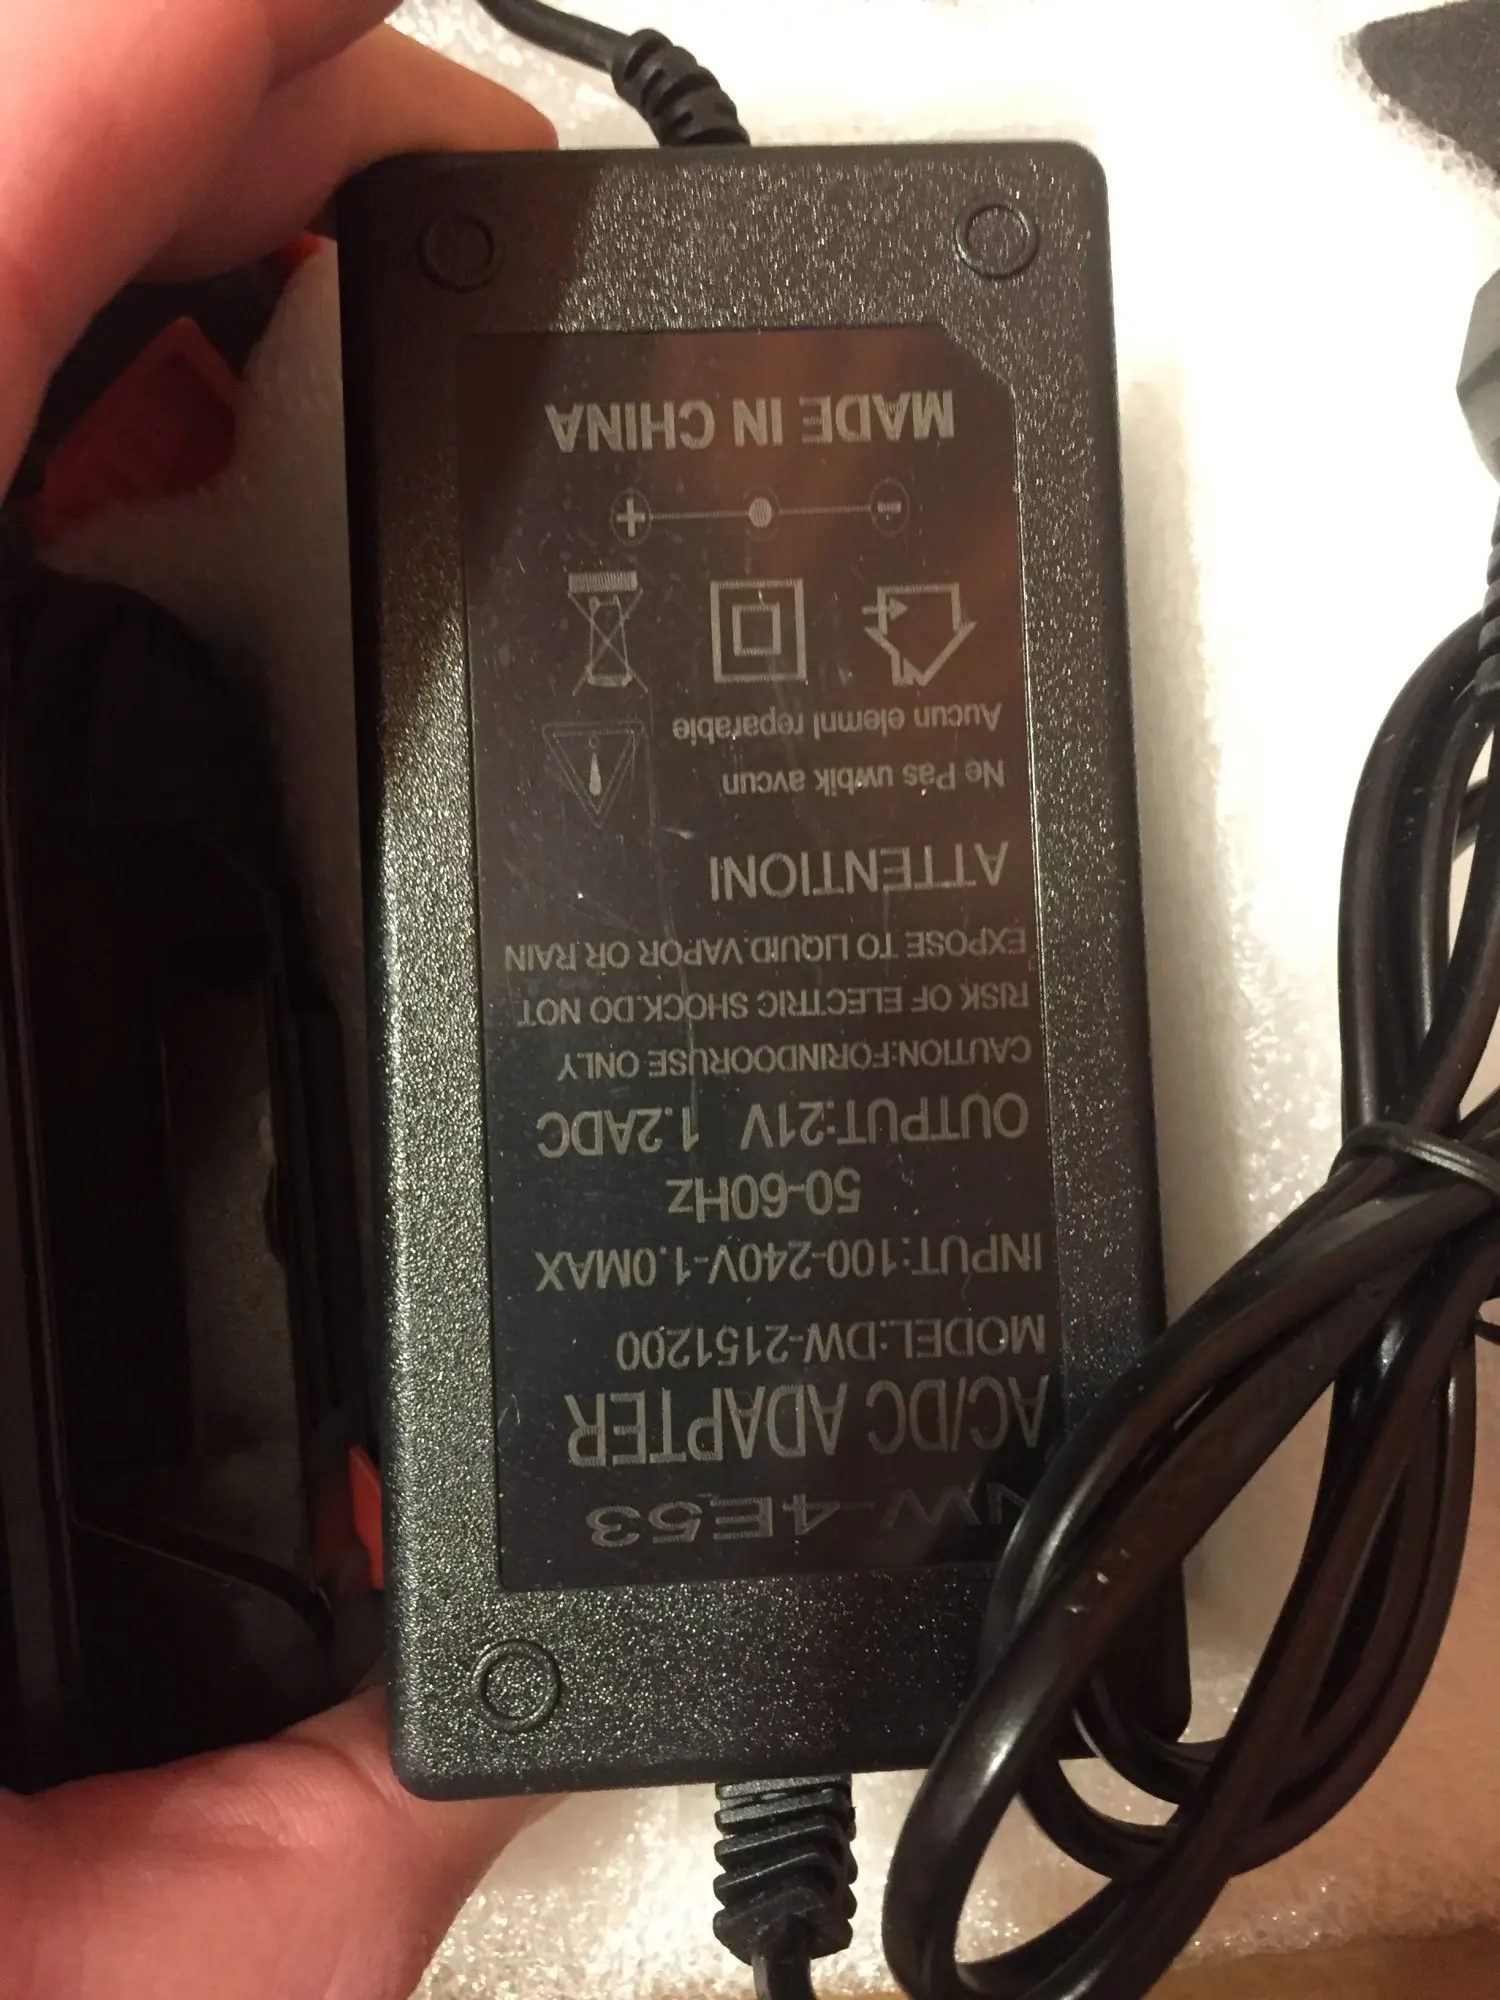 -4E53
AC/DC ADAPTER
MODEL:DW-2151200
INPUT:100-240V-1.0MAX
50-60Hz
OUTPUT:21V 1.2ADC
CAUTION:FORINDOORUSE ONLY
RISK OF ELECTRIC SHOCK.DO NOT
EXPOSE TO LIQUID.VAPOR OR RAIN
ATTENTION!
Ne Pas uwbik avcun
Aucun elemnl reparable
MADE IN CHINA